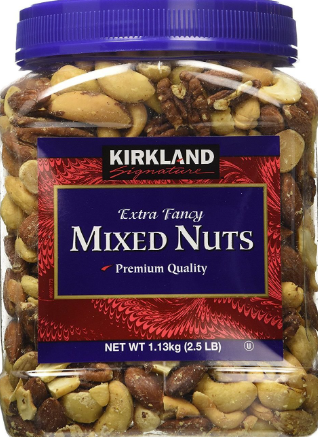 KIRKLAND
Signature
Extra Fancy
MIXED NUTS
Premium Quality
NET WT 1.13kg (2.5 LB)